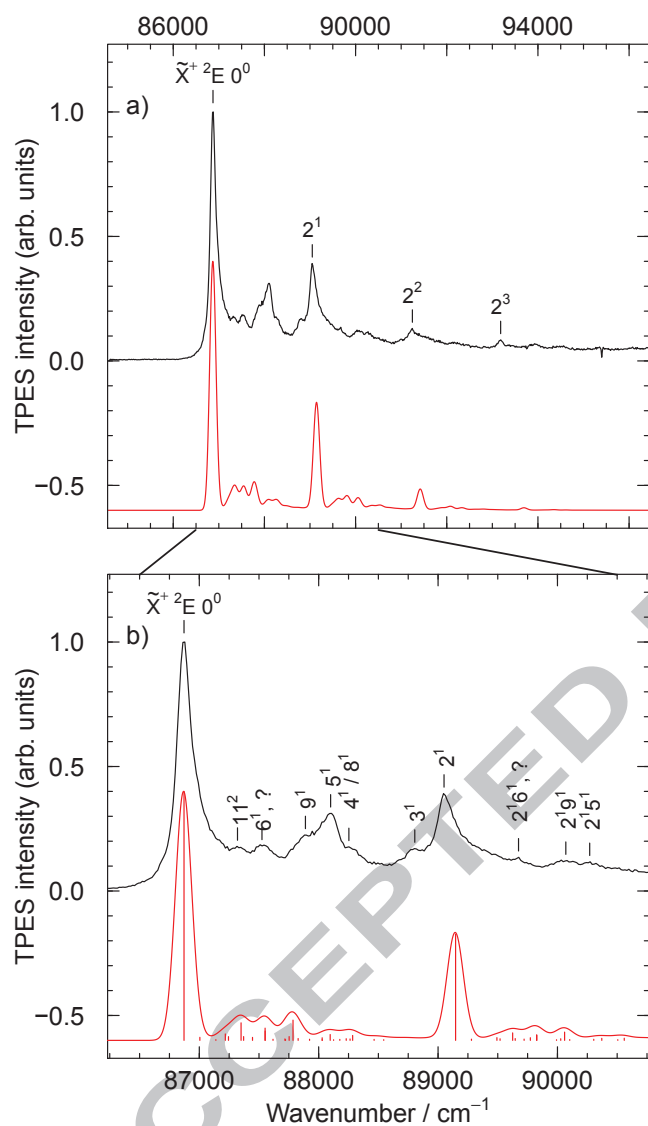 86000 90000 94000
X̃⁺ ²E 0⁰
a)
1.0
2¹
0.5
2²
2³
0.0
−0.5
TPES intensity (arb. units)
X̃⁺ ²E 0⁰
b)
1.0
11²
6¹, ?
9¹
5¹
4¹ / 8¹
3¹
2¹
2¹6¹, ?
2¹9¹
2¹5¹
0.5
0.0
−0.5
TPES intensity (arb. units)
87000 88000 89000 90000
Wavenumber / cm⁻¹
CCEPTED